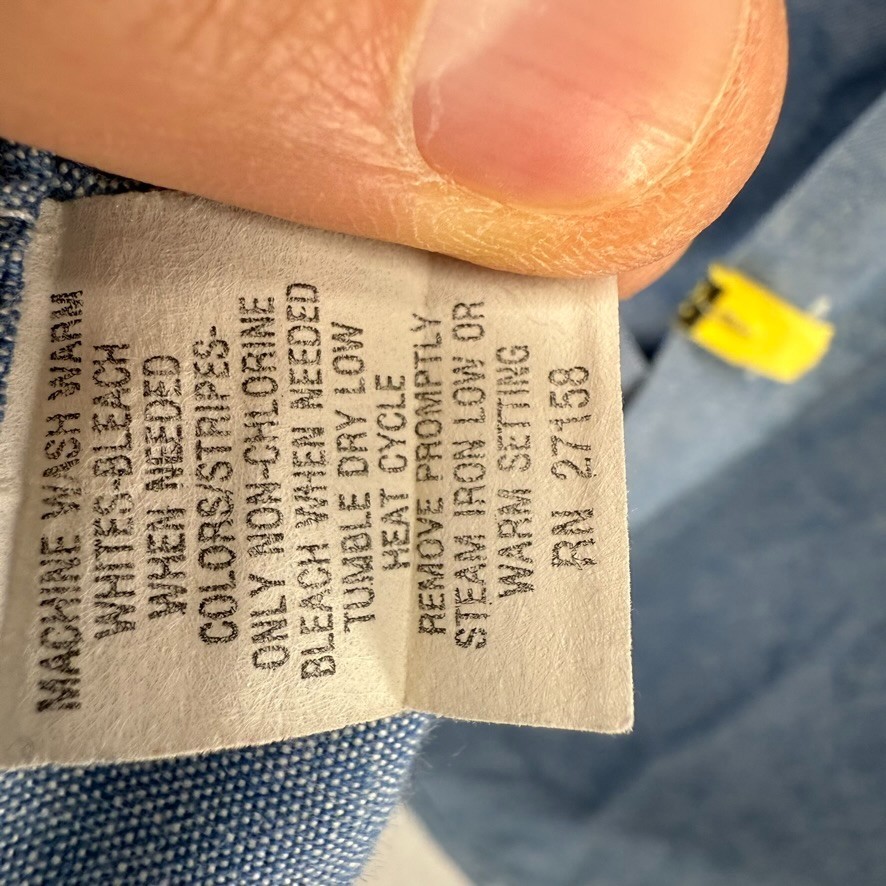 MACHINE WASH WARM
WHITES-BLEACH
WHEN NEEDED
COLORS/STRIPES-
ONLY NON-CHLORINE
BLEACH WHEN NEEDED
TUMBLE DRY LOW
HEAT CYCLE
REMOVE PROMPTLY
STEAM IRON LOW OR
WARM SETTING
RN 27158